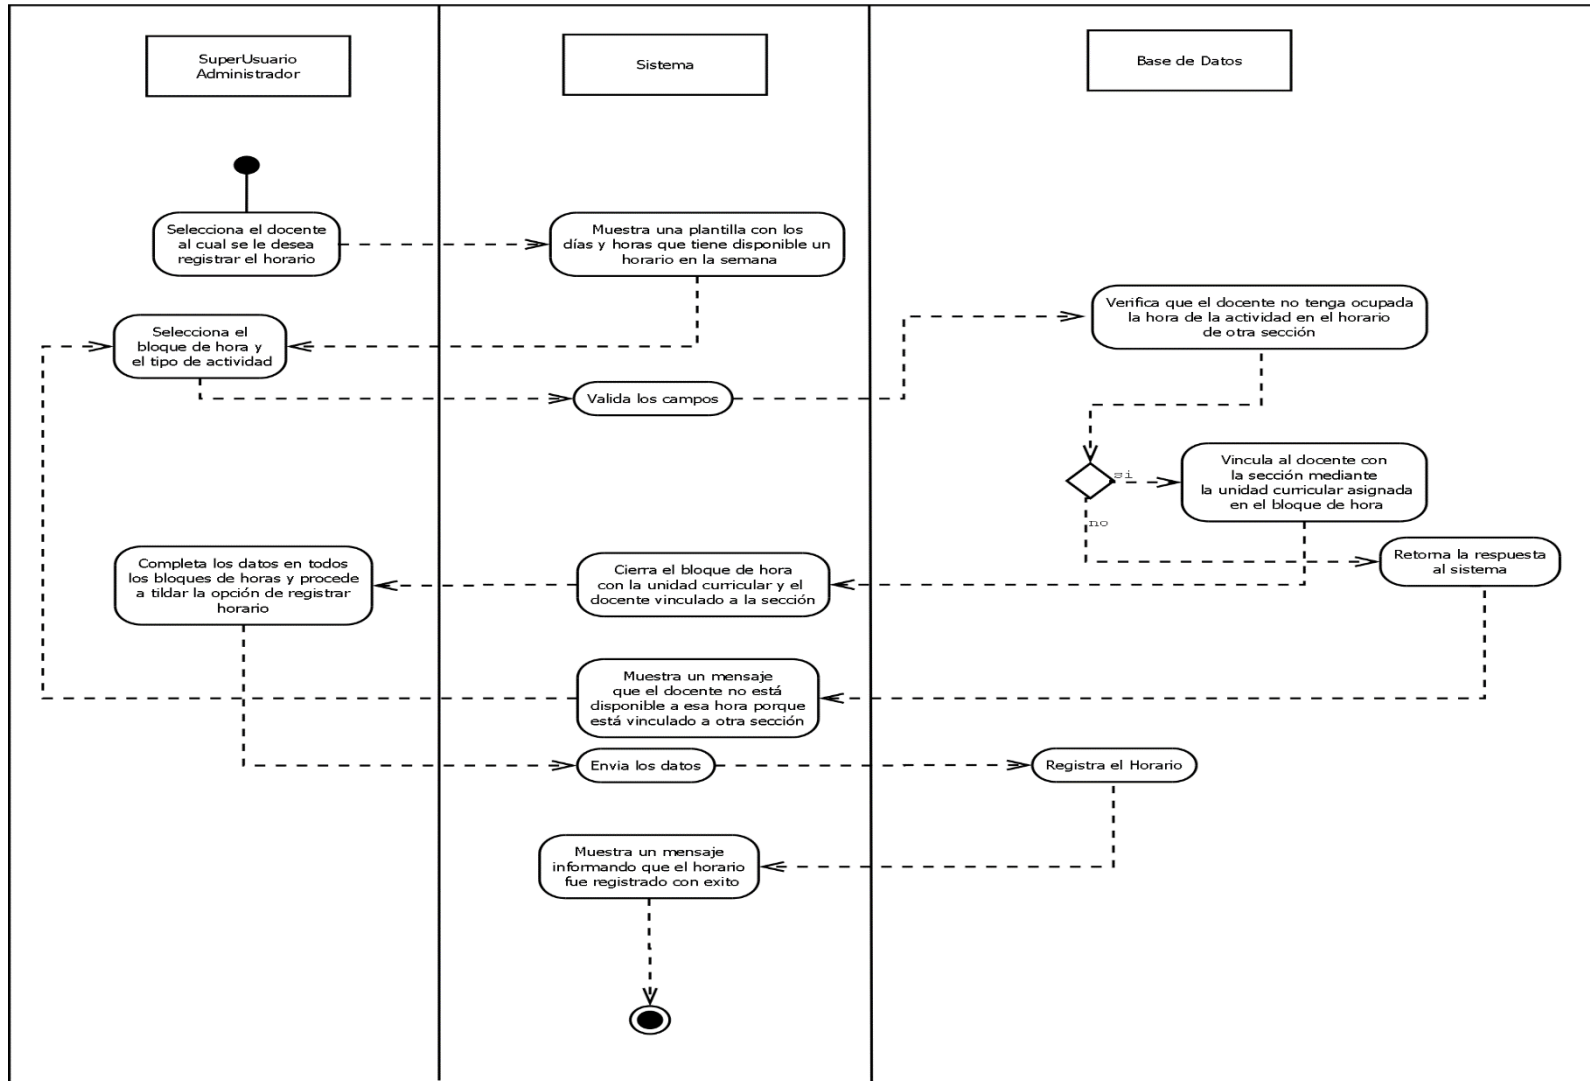 SuperUsuario
Administrador
Sistema
Base de Datos
Selecciona el docente
al cual se le desea
registrar el horario
Muestra una plantilla con los
días y horas que tiene disponible un
horario en la semana
Verifica que el docente no tenga ocupada
la hora de la actividad en el horario
de otra sección
Selecciona el
bloque de hora y
el tipo de actividad
Valida los campos
si
Vincula al docente con
la sección mediante
la unidad curricular asignada
en el bloque de hora
no
Retorna la respuesta
al sistema
Completa los datos en todos
los bloques de horas y procede
a tildar la opción de registrar
horario
Cierra el bloque de hora
con la unidad curricular y el
docente vinculado a la sección
Muestra un mensaje
que el docente no está
disponible a esa hora porque
está vinculado a otra sección
Envia los datos
Registra el Horario
Muestra un mensaje
informando que el horario
fue registrado con exito